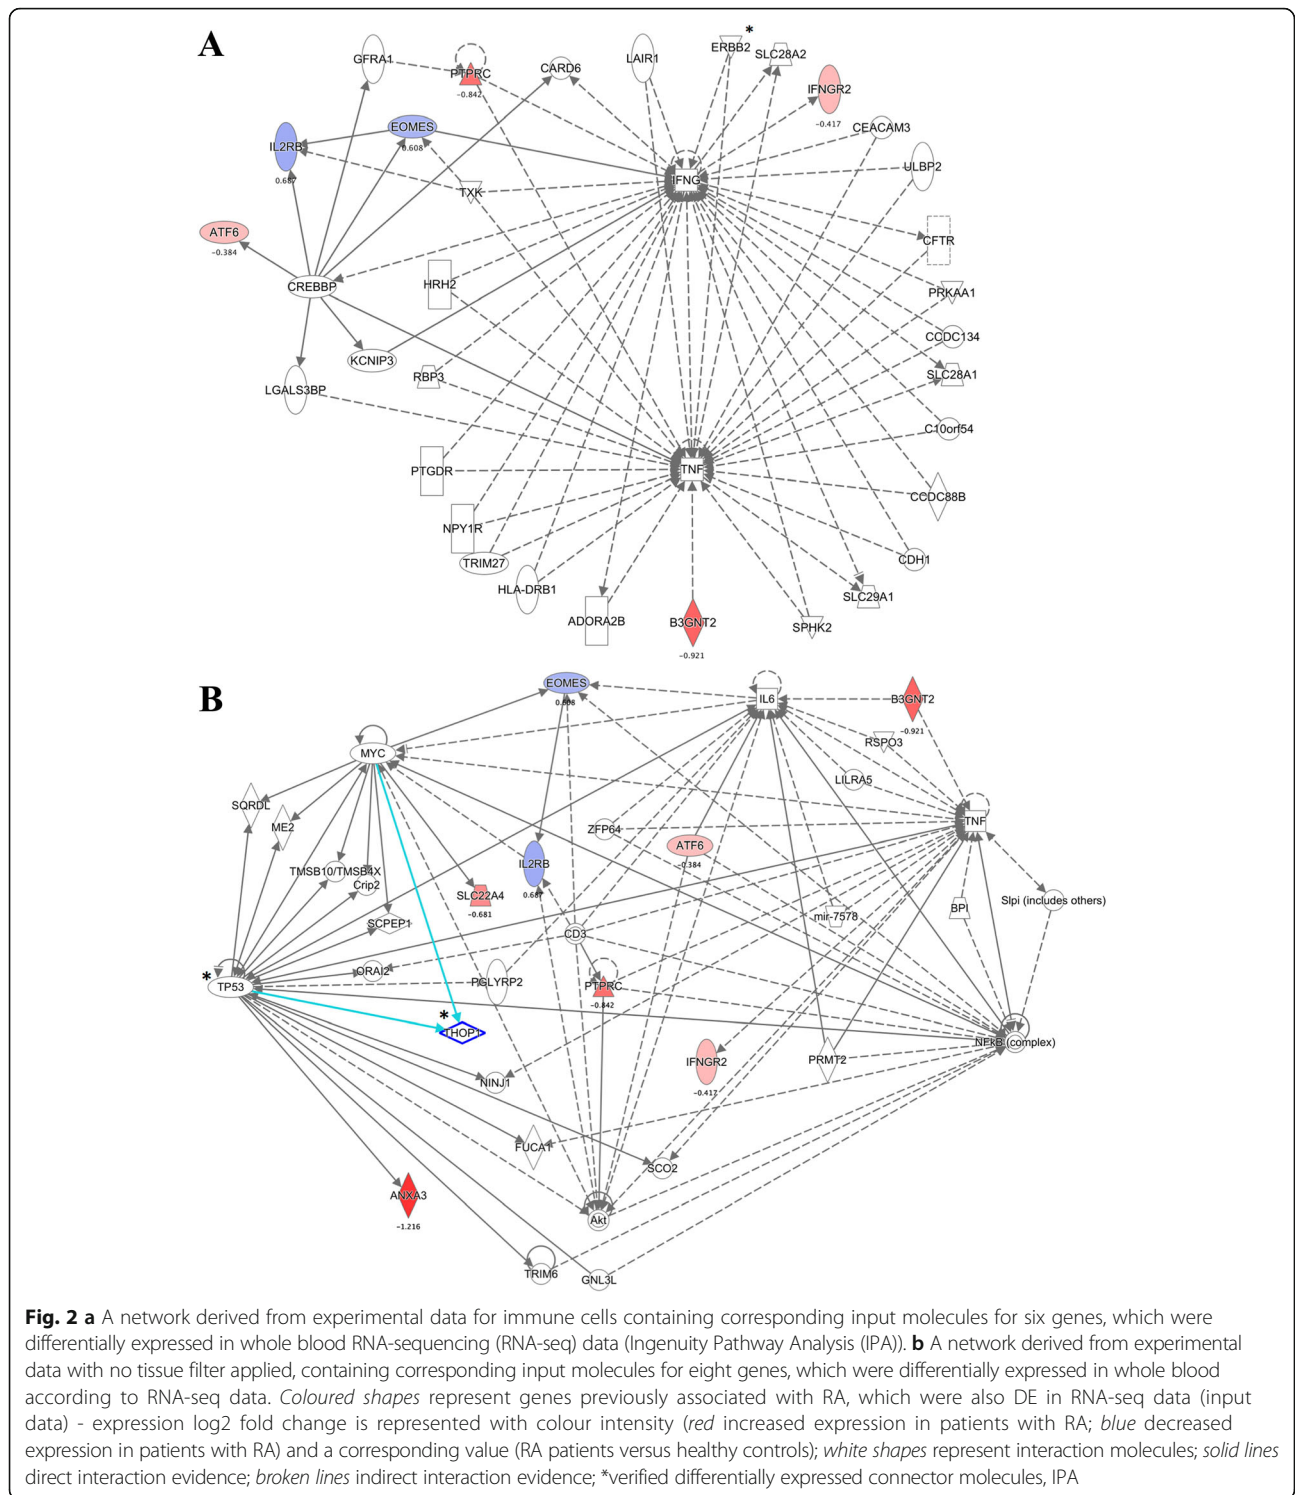 A
GFRA1
PTPRC
-0.842
CARD6
LAIR1
ERBB2
*
SLC28A2
IFNGR2
-0.417
CEACAM3
ULBP2
IL2RB
0.687
EOMES
0.608
TXK
IFNG
ATF6
-0.384
CREBBP
HRH2
CFTR
PRKAA1
CCDC134
KCNIP3
RBP3
SLC28A1
LGALS3BP
C10orf54
PTGDR
TNF
CCDC88B
NPY1R
TRIM27
CDH1
HLA-DRB1
SLC29A1
ADORA2B
B3GNT2
-0.921
SPHK2
B
EOMES
0.608
IL6
B3GNT2
-0.921
MYC
RSPO3
LILRA5
SQRDL
ME2
ZFP64
TNF
ATF6
-0.384
TMSB10/TMSB4X
Crip2
IL2RB
0.687
SLC22A4
-0.681
SCPEP1
mir-7578
BPI
Slpi (includes others)
CD3
ORAI2
*
TP53
PGLYRP2
PTPRC
-0.842
*
THOP1
NFkB (complex)
IFNGR2
-0.417
PRMT2
NINJ1
FUCA1
SCO2
ANXA3
-1.216
Akt
TRIM6
GNL3L
Fig. 2 a A network derived from experimental data for immune cells containing corresponding input molecules for six genes, which were
differentially expressed in whole blood RNA-sequencing (RNA-seq) data (Ingenuity Pathway Analysis (IPA)). b A network derived from experimental
data with no tissue filter applied, containing corresponding input molecules for eight genes, which were differentially expressed in whole blood
according to RNA-seq data. Coloured shapes represent genes previously associated with RA, which were also DE in RNA-seq data (input
data) - expression log2 fold change is represented with colour intensity (red increased expression in patients with RA; blue decreased
expression in patients with RA) and a corresponding value (RA patients versus healthy controls); white shapes represent interaction molecules; solid lines
direct interaction evidence; broken lines indirect interaction evidence; *verified differentially expressed connector molecules, IPA